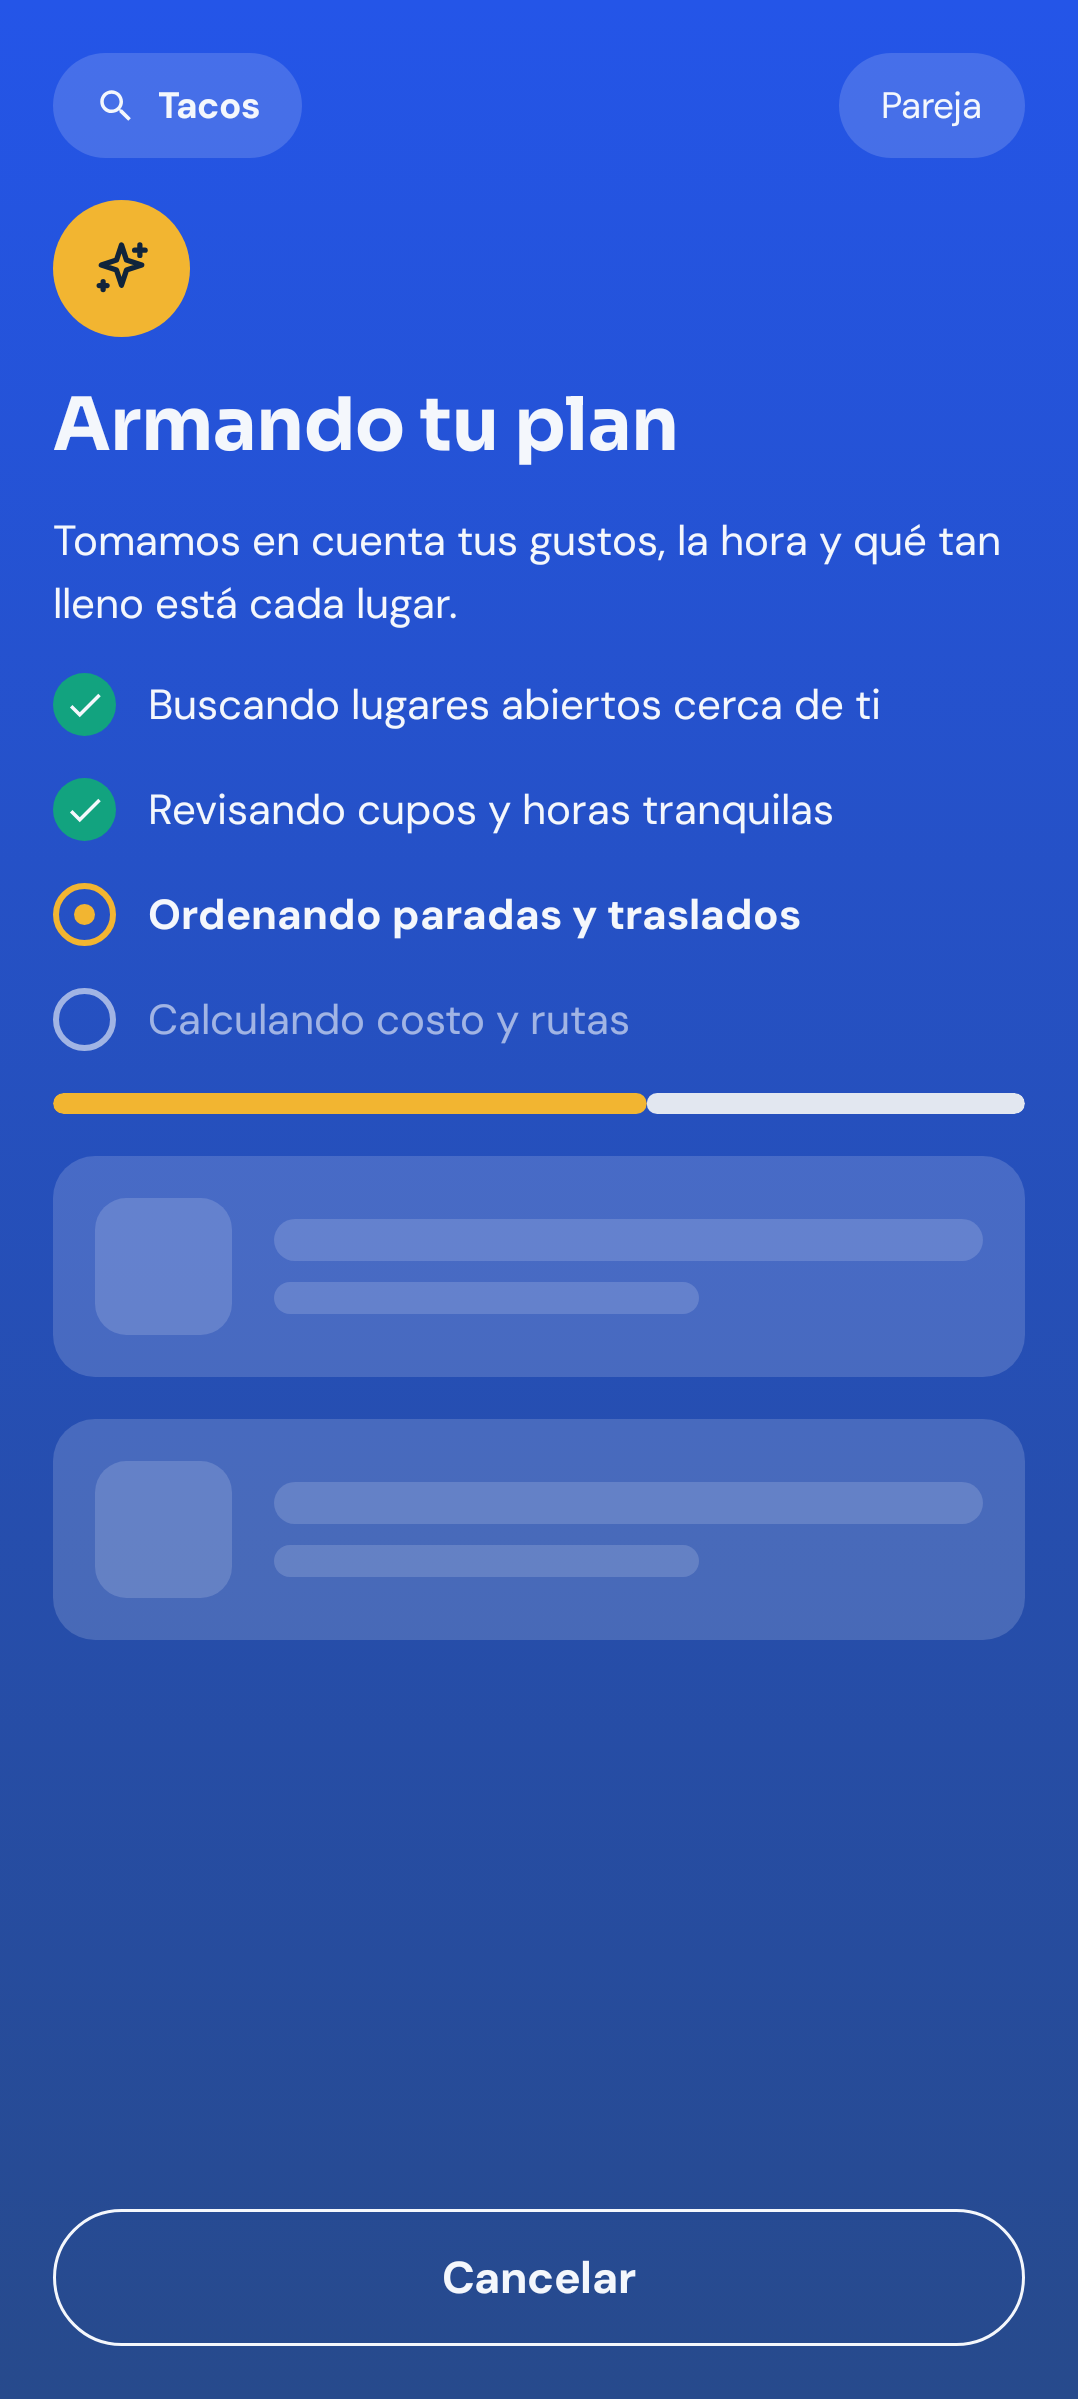 Tacos
Pareja
Armando tu plan
Tomamos en cuenta tus gustos, la hora y qué tan
lleno está cada lugar.
Buscando lugares abiertos cerca de ti
Revisando cupos y horas tranquilas
Ordenando paradas y traslados
Calculando costo y rutas
Cancelar